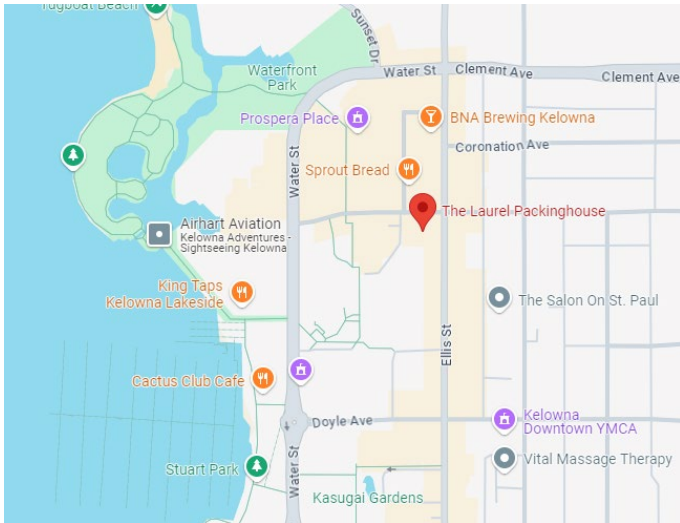 Tugboat Beach
Sunset Dr
Water St
Clement Ave
Clement Ave
Waterfront
Park
Prospera Place
BNA Brewing Kelowna
Coronation Ave
Water St
Sprout Bread
The Laurel Packinghouse
Airhart Aviation
Kelowna Adventures -
Sightseeing Kelowna
King Taps
Kelowna Lakeside
The Salon On St. Paul
Ellis St
Cactus Club Cafe
Doyle Ave
Kelowna
Downtown YMCA
Stuart Park
Water St
Vital Massage Therapy
Kasugai Gardens